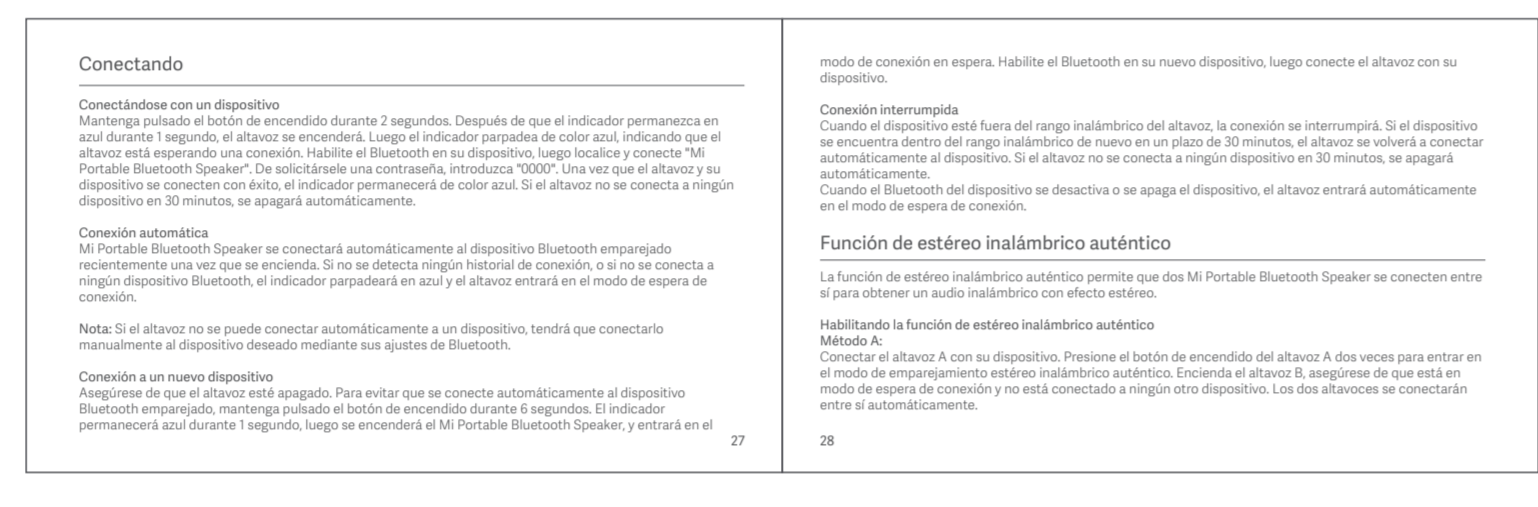 Conectando
Conectándose con un dispositivo
Mantenga pulsado el botón de encendido durante 2 segundos. Después de que el indicador permanezca en
azul durante 1 segundo, el altavoz se encenderá. Luego el indicador parpadea de color azul, indicando que el
altavoz está esperando una conexión. Habilite el Bluetooth en su dispositivo, luego localice y conecte "Mi
Portable Bluetooth Speaker". De solicitársele una contraseña, introduzca "0000". Una vez que el altavoz y su
dispositivo se conecten con éxito, el indicador permanecerá de color azul. Si el altavoz no se conecta a ningún
dispositivo en 30 minutos, se apagará automáticamente.
Conexión automática
Mi Portable Bluetooth Speaker se conectará automáticamente al dispositivo Bluetooth emparejado
recientemente una vez que se encienda. Si no se detecta ningún historial de conexión, o si no se conecta a
ningún dispositivo Bluetooth, el indicador parpadeará en azul y el altavoz entrará en el modo de espera de
conexión.
Nota: Si el altavoz no se puede conectar automáticamente a un dispositivo, tendrá que conectarlo
manualmente al dispositivo deseado mediante sus ajustes de Bluetooth.
Conexión a un nuevo dispositivo
Asegúrese de que el altavoz esté apagado. Para evitar que se conecte automáticamente al dispositivo
Bluetooth emparejado, mantenga pulsado el botón de encendido durante 6 segundos. El indicador
permanecerá azul durante 1 segundo, luego se encenderá el Mi Portable Bluetooth Speaker, y entrará en el
27
modo de conexión en espera. Habilite el Bluetooth en su nuevo dispositivo, luego conecte el altavoz con su
dispositivo.
Conexión interrumpida
Cuando el dispositivo esté fuera del rango inalámbrico del altavoz, la conexión se interrumpirá. Si el dispositivo
se encuentra dentro del rango inalámbrico de nuevo en un plazo de 30 minutos, el altavoz se volverá a conectar
automáticamente al dispositivo. Si el altavoz no se conecta a ningún dispositivo en 30 minutos, se apagará
automáticamente.
Cuando el Bluetooth del dispositivo se desactiva o se apaga el dispositivo, el altavoz entrará automáticamente
en el modo de espera de conexión.
Función de estéreo inalámbrico auténtico
La función de estéreo inalámbrico auténtico permite que dos Mi Portable Bluetooth Speaker se conecten entre
sí para obtener un audio inalámbrico con efecto estéreo.
Habilitando la función de estéreo inalámbrico auténtico
Método A:
Conectar el altavoz A con su dispositivo. Presione el botón de encendido del altavoz A dos veces para entrar en
el modo de emparejamiento estéreo inalámbrico auténtico. Encienda el altavoz B, asegúrese de que está en
modo de espera de conexión y no está conectado a ningún otro dispositivo. Los dos altavoces se conectarán
entre sí automáticamente.
28